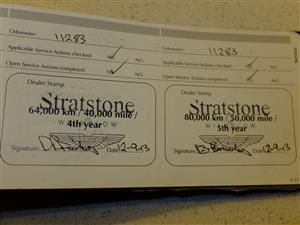 Odometer: 11283
Applicable Service Actions checked: YES NO
Open Service Actions completed: YES NO
Dealer Stamp
Stratstone
64,000 km / 40,000 mile /
4th year
WILMSLOW
Signature Date 12-9-13
Odometer: 11283
Applicable Service Actions checked: YES NO
Open Service Actions completed: YES NO
Dealer Stamp
Stratstone
80,000 km / 50,000 mile /
5th year
WILMSLOW
Signature Date 12-9-13